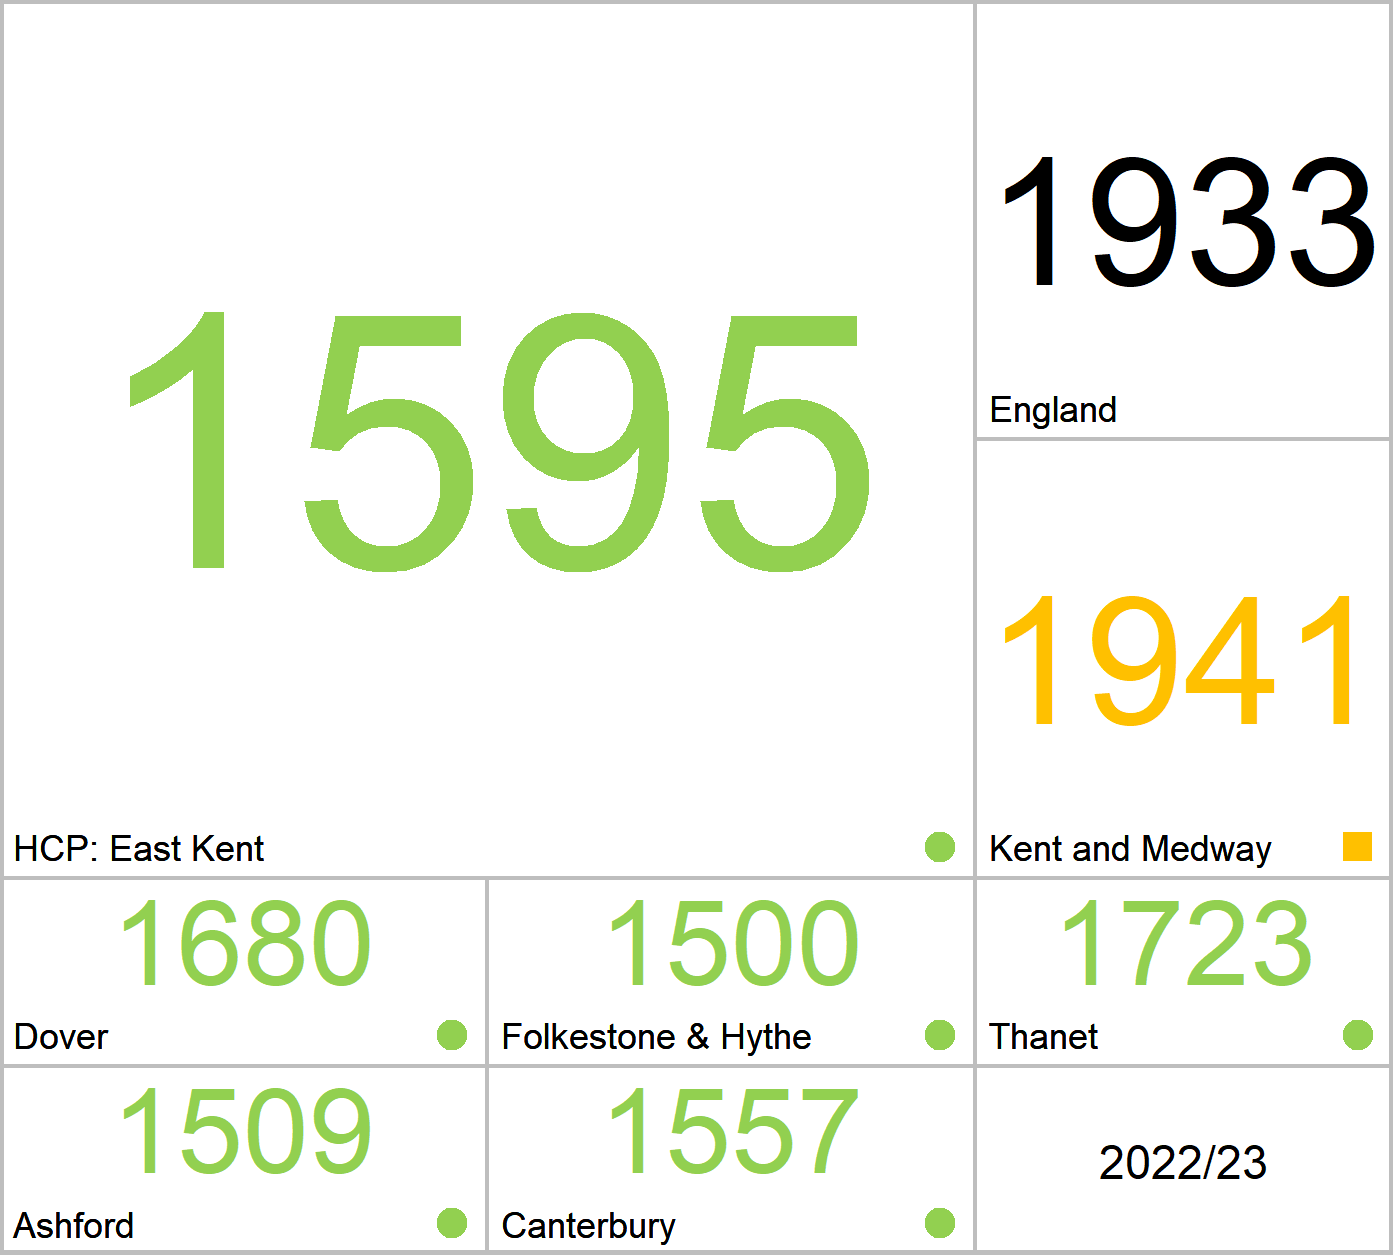 1595
HCP: East Kent
1933
England
1941
Kent and Medway
1680
Dover
1500
Folkestone & Hythe
1723
Thanet
1509
Ashford
1557
Canterbury
2022/23